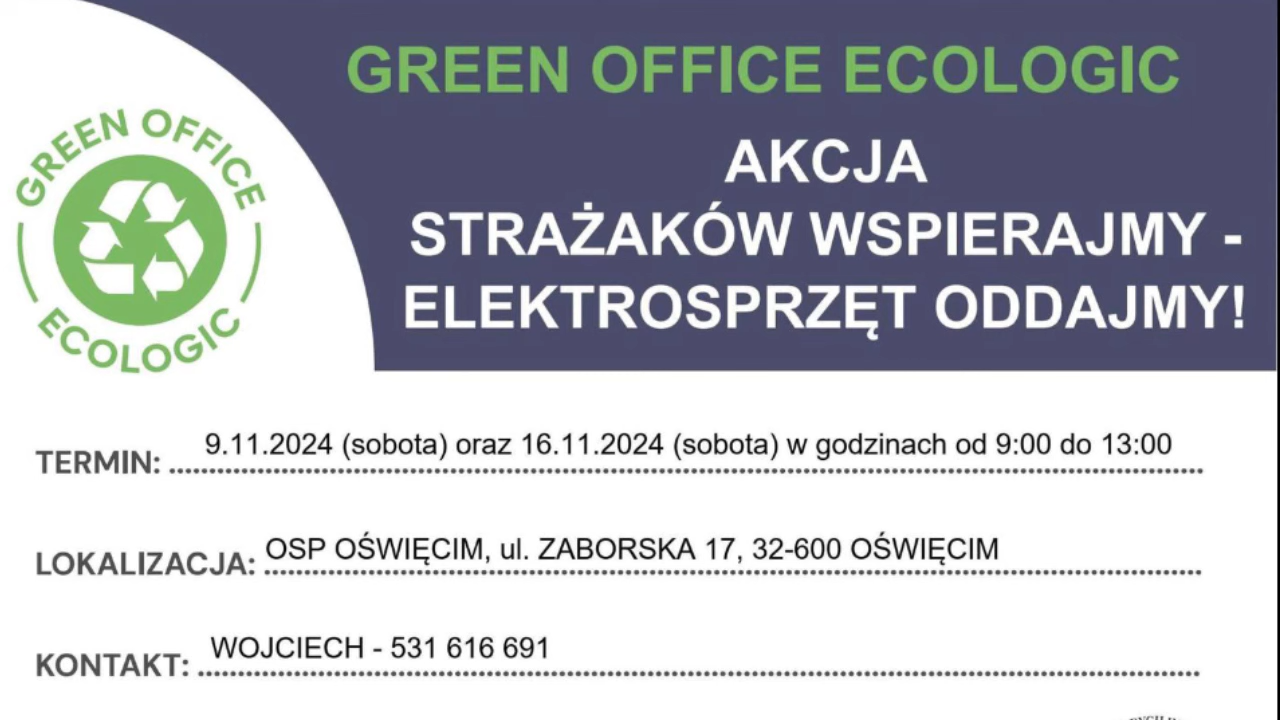 GREEN OFFICE ECOLOGIC
AKCJA
STRAŻAKÓW WSPIERAJMY -
ELEKTROSPRZĘT ODDAJMY!
GREEN OFFICE
ECOLOGIC
TERMIN: 9.11.2024 (sobota) oraz 16.11.2024 (sobota) w godzinach od 9:00 do 13:00
LOKALIZACJA: OSP OŚWIĘCIM, ul. ZABORSKA 17, 32-600 OŚWIĘCIM
KONTAKT: WOJCIECH - 531 616 691